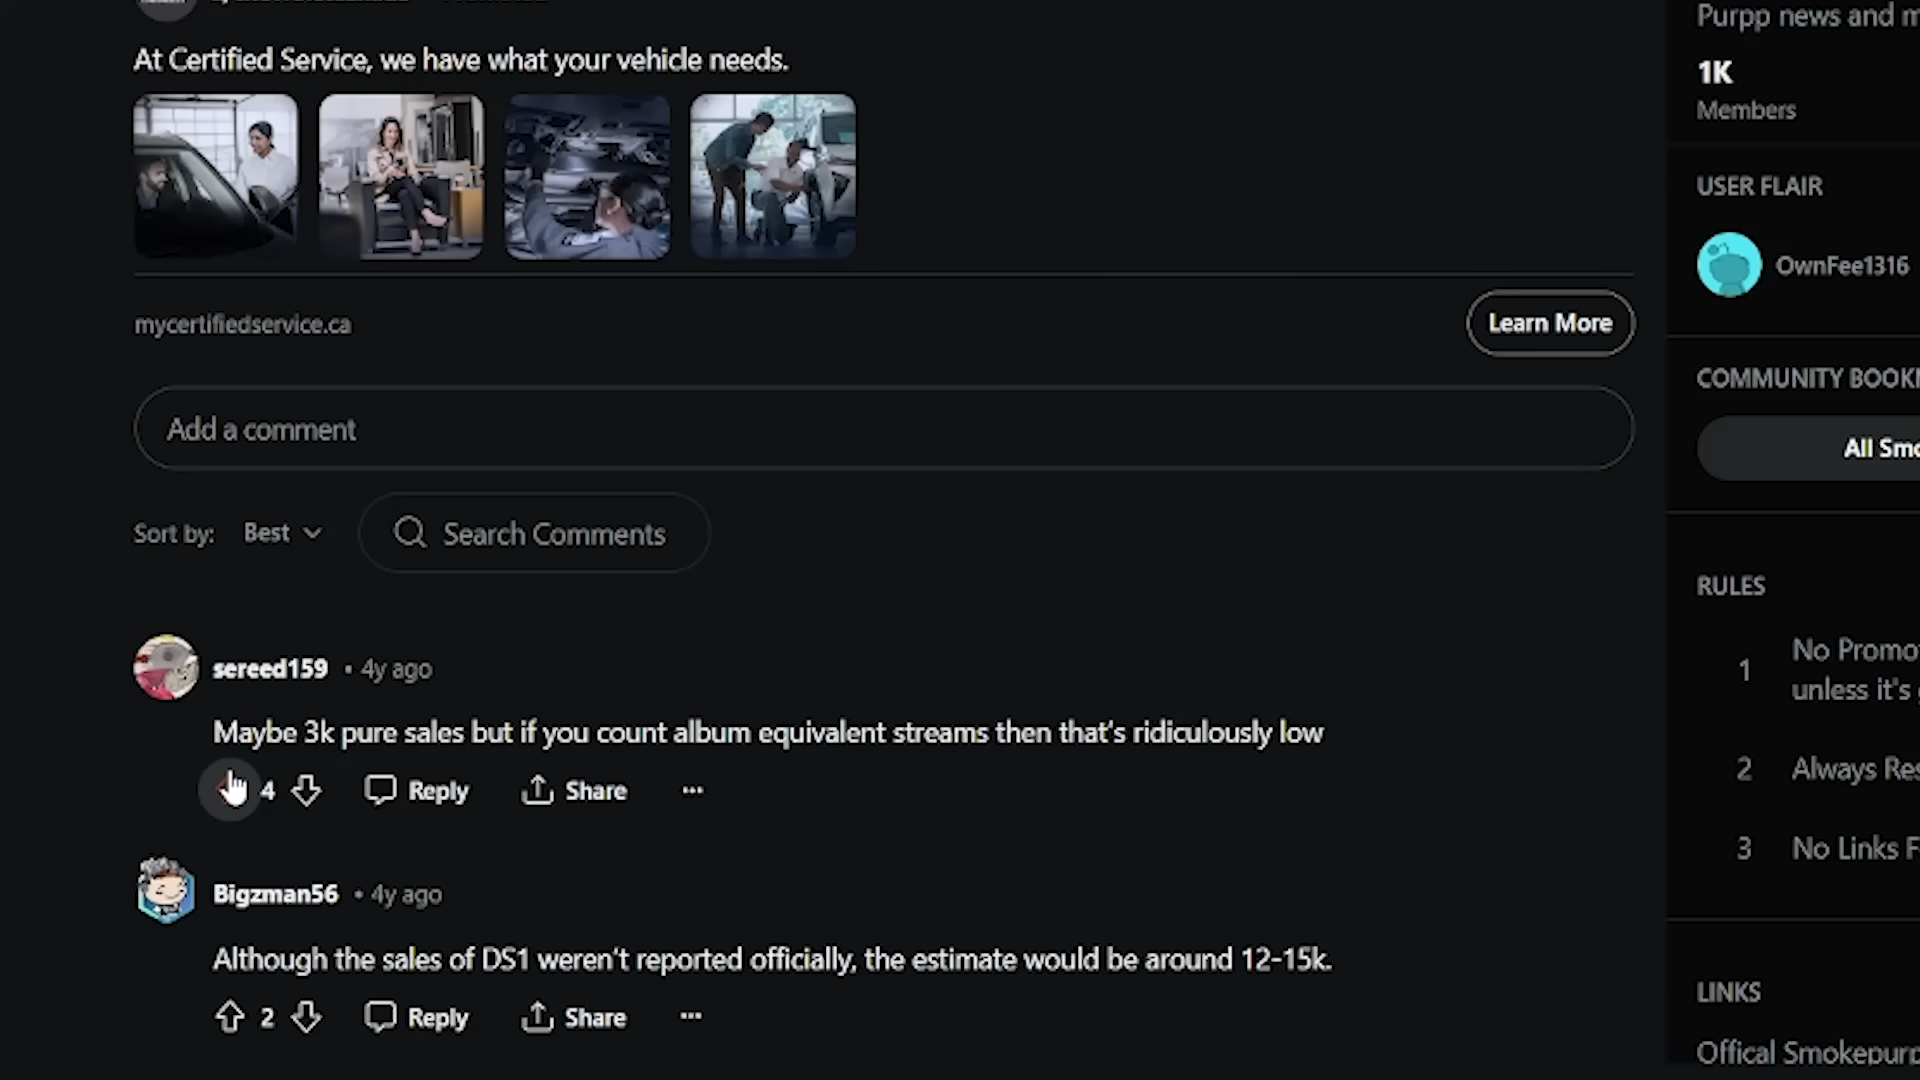 At Certified Service, we have what your vehicle needs.
mycertifiedservice.ca
Learn More
Add a comment
Sort by: Best
Search Comments
sereed159 • 4y ago
Maybe 3k pure sales but if you count album equivalent streams then that's ridiculously low
4
Reply
Share
Bigzman56 • 4y ago
Although the sales of DS1 weren't reported officially, the estimate would be around 12-15k.
2
Reply
Share
Purpp news and m
1K
Members
USER FLAIR
OwnFee1316
COMMUNITY BOOK
All Smo
RULES
1 No Promo
unless it's
2 Always Res
3 No Links F
LINKS
Offical Smokepurp